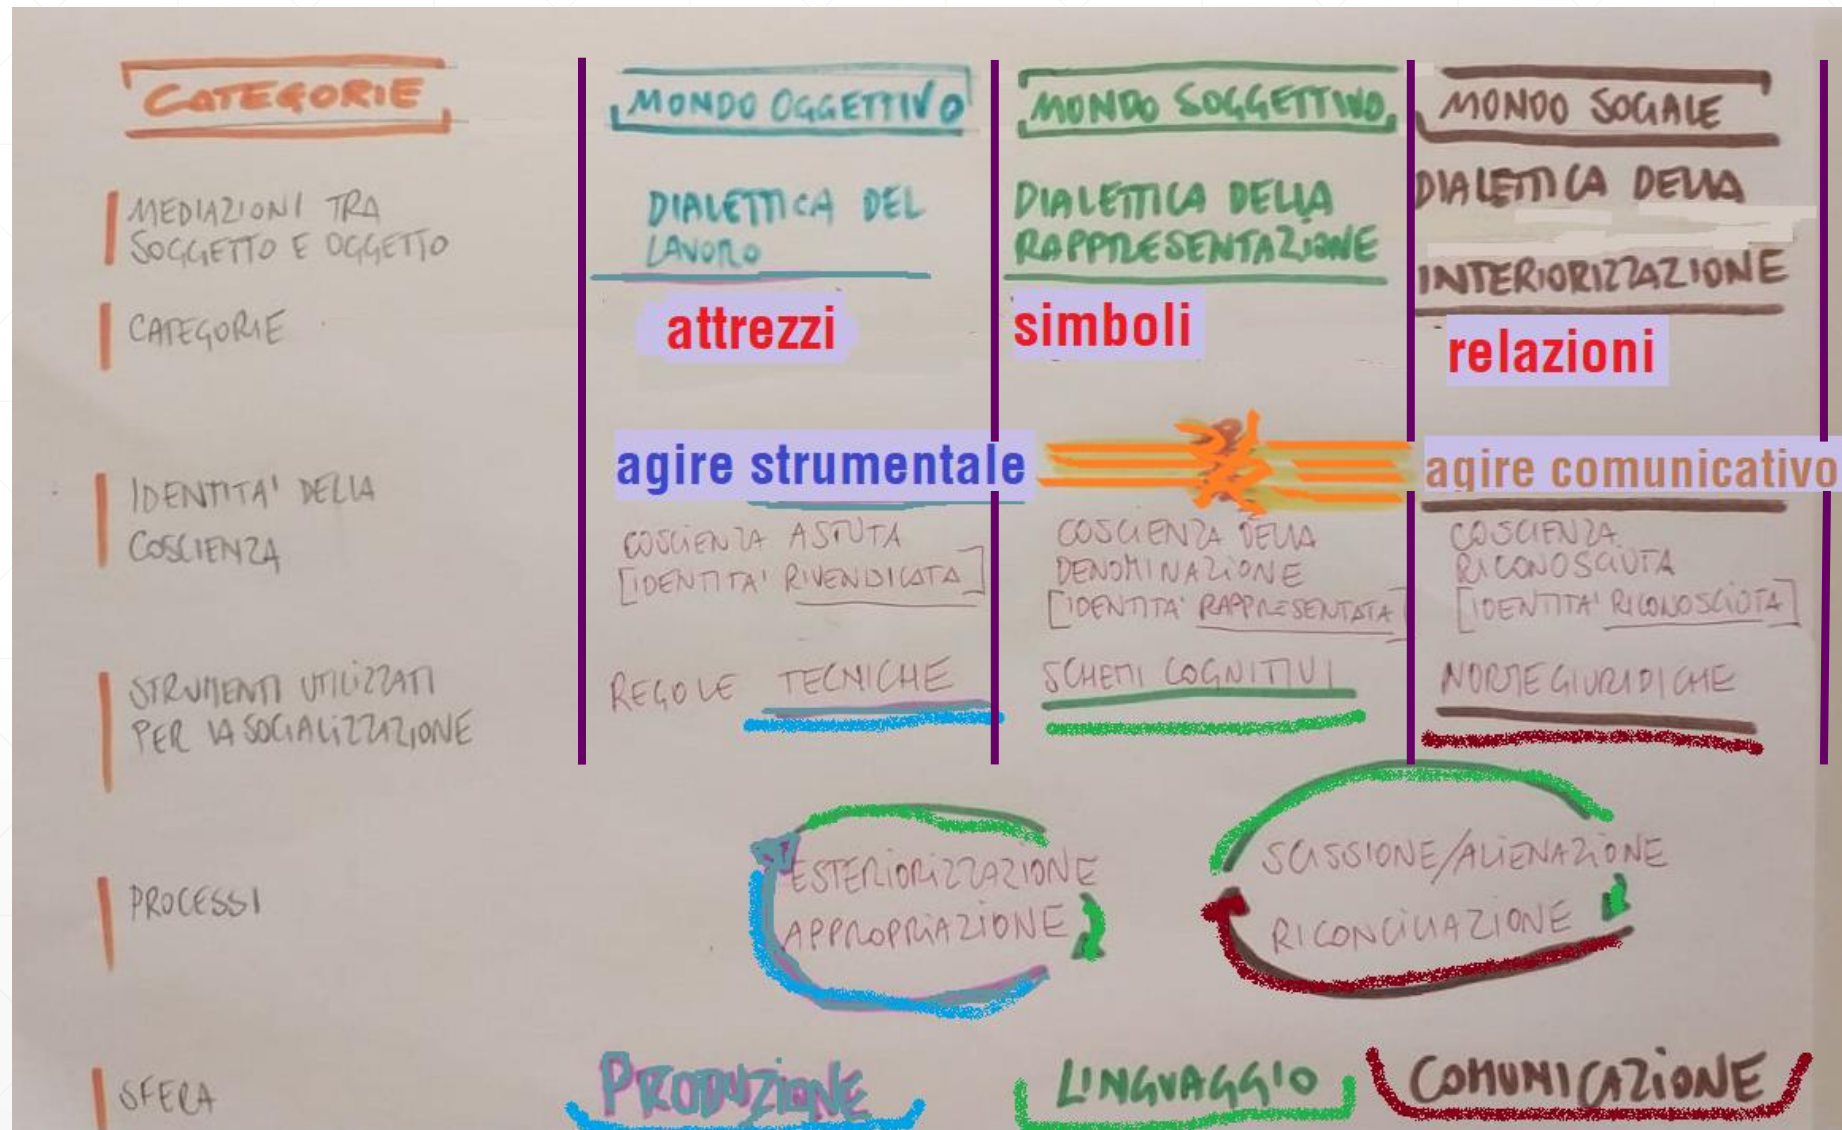 CATEGORIE
MONDO OGGETTIVO
MONDO SOGGETTIVO
MONDO SOCIALE
MEDIAZIONI TRA
SOGGETTO E OGGETTO
DIALETTICA DEL
LAVORO
DIALETTICA DELLA
RAPPRESENTAZIONE
DIALETTICA DELLA
INTERIORIZZAZIONE
CATEGORIE
attrezzi
simboli
relazioni
agire strumentale
agire comunicativo
IDENTITA' DELLA
COSCIENZA
COSCIENZA ASTUTA
[IDENTITA' RIVENDICATA]
COSCIENZA DELLA
DENOMINAZIONE
[IDENTITA' RAPPRESENTATA]
COSCIENZA
RICONOSCIUTA
[IDENTITA' RICONOSCIUTA]
STRUMENTI UTILIZZATI
PER LA SOCIALIZZAZIONE
REGOLE TECNICHE
SCHEMI COGNITIVI
NORME GIURIDICHE
PROCESSI
ESTERIORIZZAZIONE
APPROPRIAZIONE
SCISSIONE/ALIENAZIONE
RICONCILIAZIONE
SFERA
PRODUZIONE
LINGUAGGIO
COMUNICAZIONE